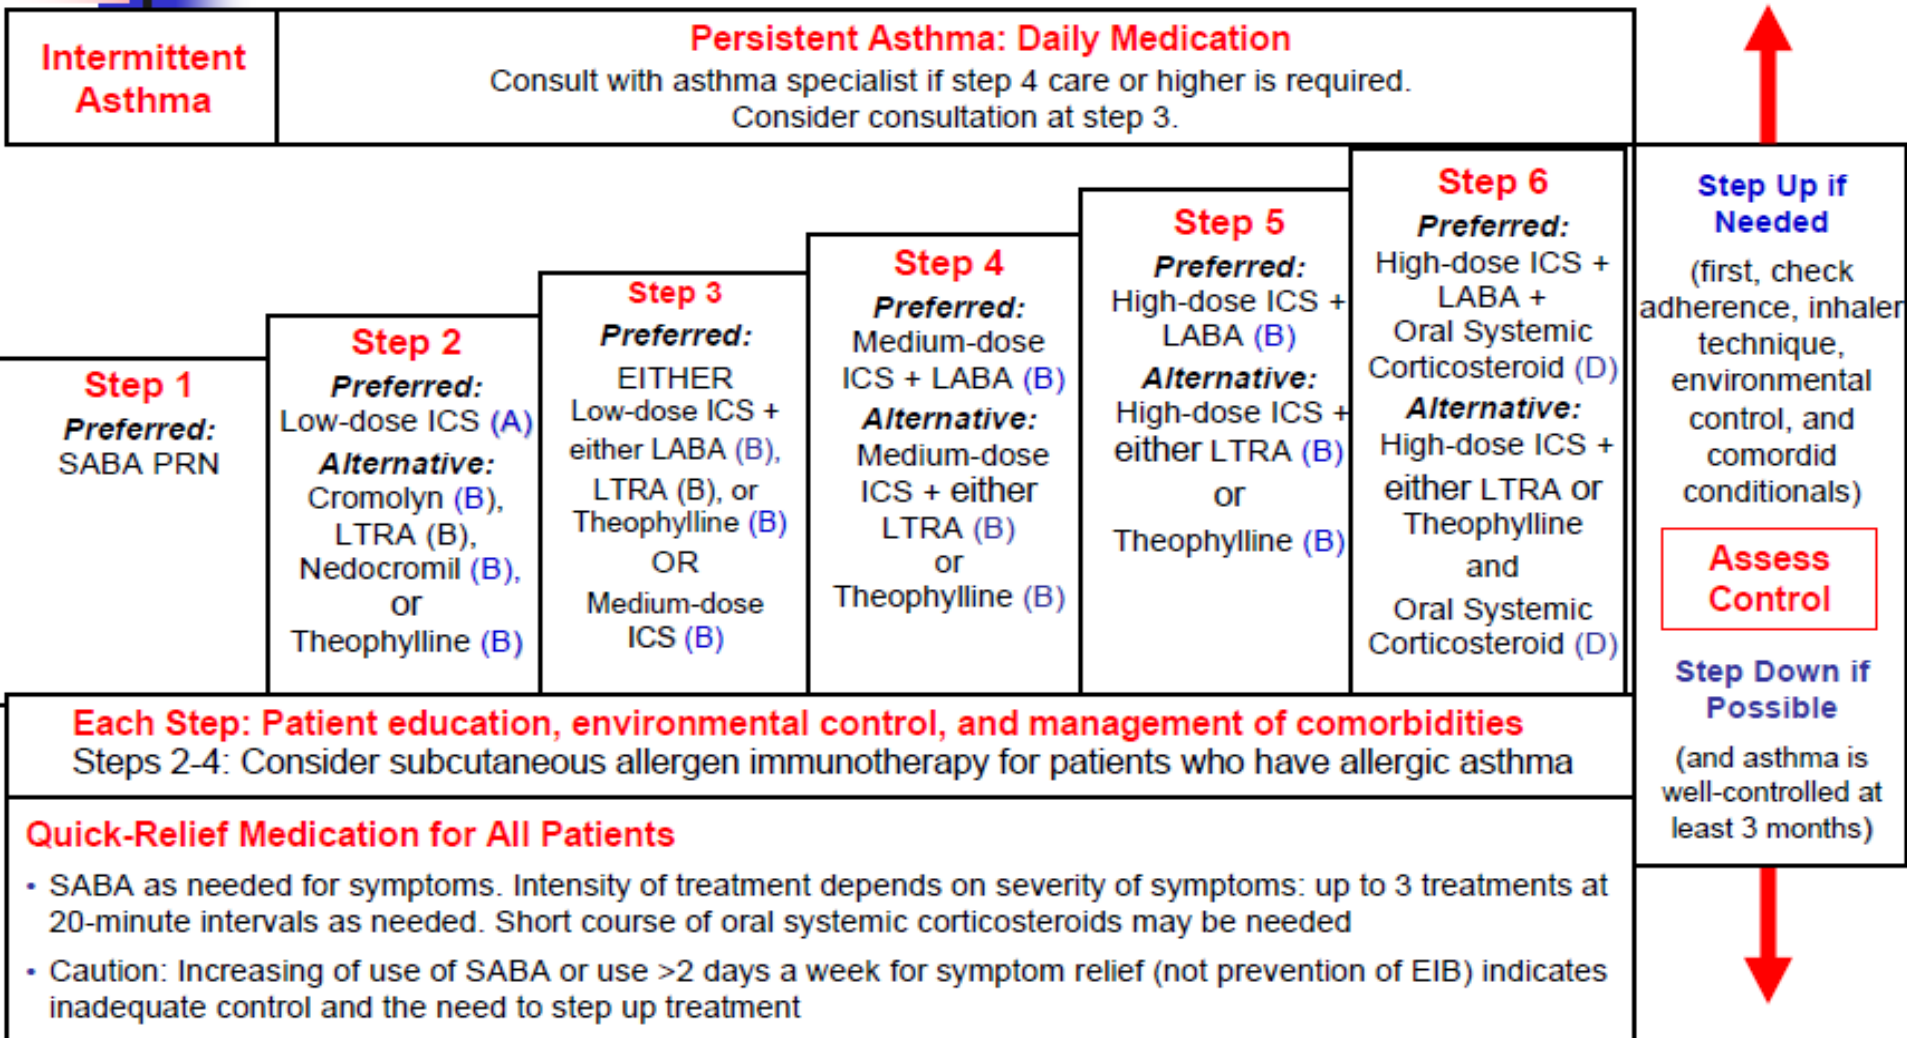 Intermittent
Asthma
Persistent Asthma: Daily Medication
Consult with asthma specialist if step 4 care or higher is required.
Consider consultation at step 3.
Step 1
Preferred:
SABA PRN
Step 2
Preferred:
Low-dose ICS (A)
Alternative:
Cromolyn (B),
LTRA (B),
Nedocromil (B),
or
Theophylline (B)
Step 3
Preferred:
EITHER
Low-dose ICS +
either LABA (B),
LTRA (B), or
Theophylline (B)
OR
Medium-dose
ICS (B)
Step 4
Preferred:
Medium-dose
ICS + LABA (B)
Alternative:
Medium-dose
ICS + either
LTRA (B)
or
Theophylline (B)
Step 5
Preferred:
High-dose ICS +
LABA (B)
Alternative:
High-dose ICS +
either LTRA (B)
or
Theophylline (B)
Step 6
Preferred:
High-dose ICS +
LABA +
Oral Systemic
Corticosteroid (D)
Alternative:
High-dose ICS +
either LTRA or
Theophylline
and
Oral Systemic
Corticosteroid (D)
Step Up if
Needed
(first, check
adherence, inhaler
technique,
environmental
control, and
comordid
conditionals)
Assess
Control
Step Down if
Possible
(and asthma is
well-controlled at
least 3 months)
Each Step: Patient education, environmental control, and management of comorbidities
Steps 2-4: Consider subcutaneous allergen immunotherapy for patients who have allergic asthma
Quick-Relief Medication for All Patients
• SABA as needed for symptoms. Intensity of treatment depends on severity of symptoms: up to 3 treatments at
20-minute intervals as needed. Short course of oral systemic corticosteroids may be needed
• Caution: Increasing of use of SABA or use >2 days a week for symptom relief (not prevention of EIB) indicates
inadequate control and the need to step up treatment